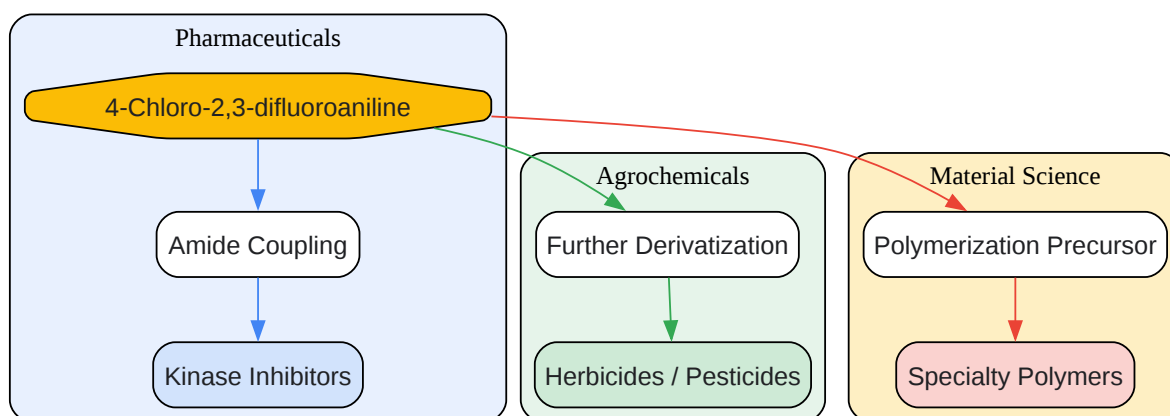 Pharmaceuticals
4-Chloro-2,3-difluoroaniline
Agrochemicals
Material Science
Amide Coupling
Further Derivatization
Polymerization Precursor
Kinase Inhibitors
Herbicides / Pesticides
Specialty Polymers